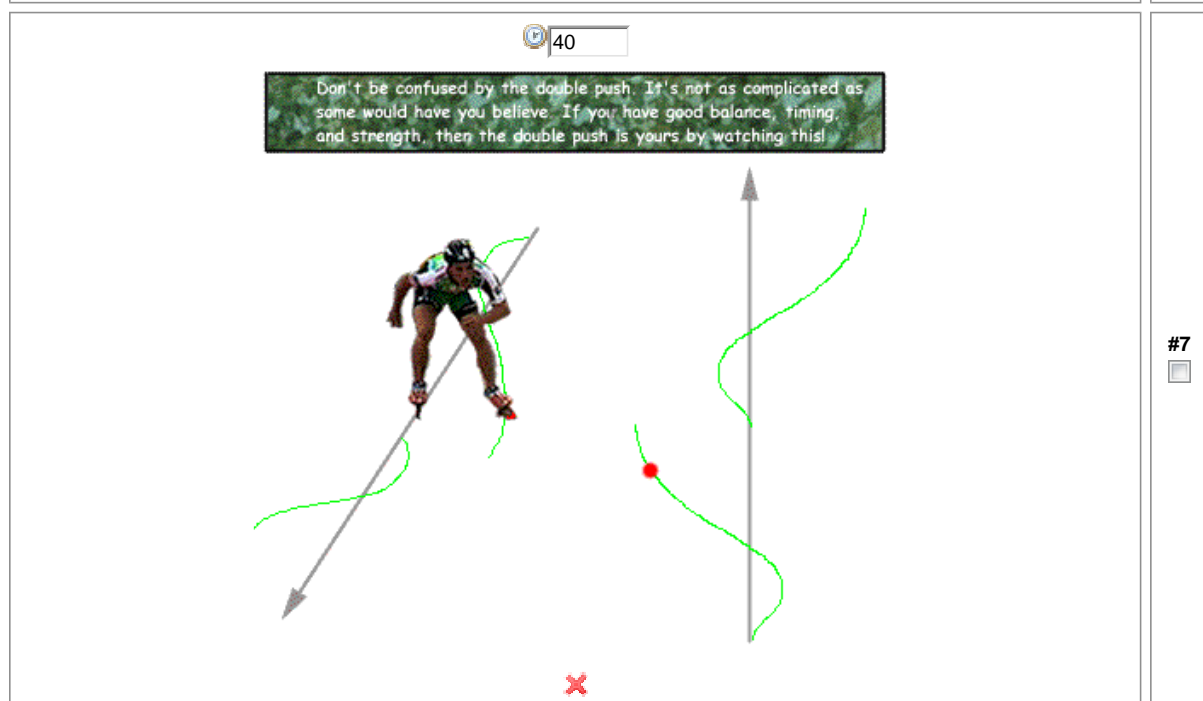 40
Don't be confused by the double push. It's not as complicated as
some would have you believe. If you have good balance, timing,
and strength, then the double push is yours by watching this!
#7